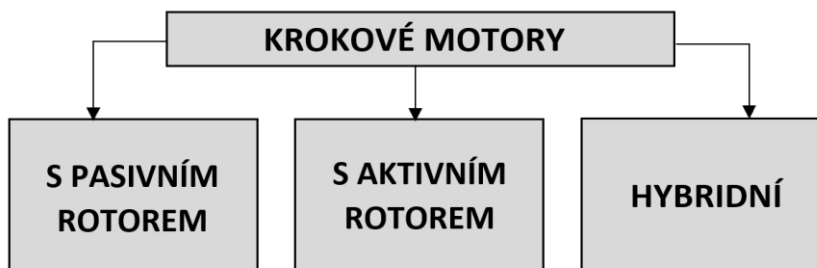 KROKOVÉ MOTORY
S PASIVNÍM
ROTOREM
S AKTIVNÍM
ROTOREM
HYBRIDNÍ